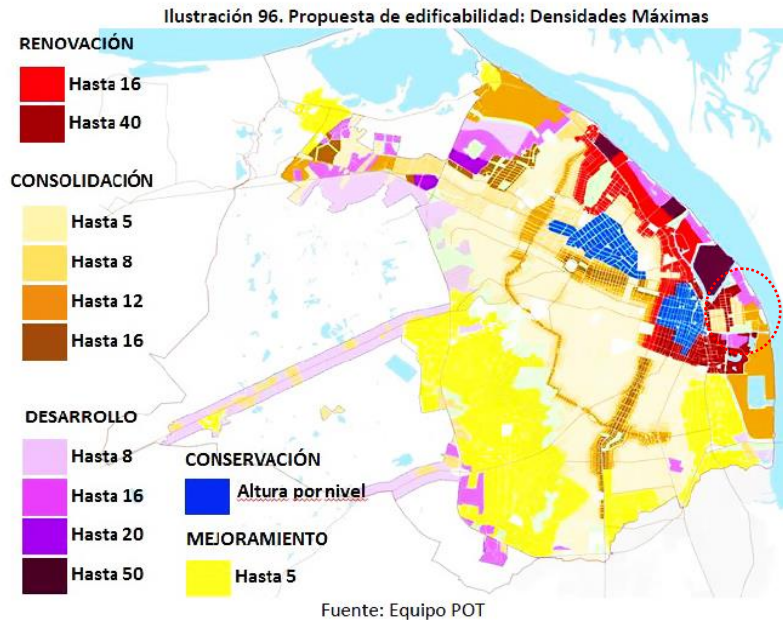 Ilustración 96. Propuesta de edificabilidad: Densidades Máximas
RENOVACIÓN
Hasta 16
Hasta 40
CONSOLIDACIÓN
Hasta 5
Hasta 8
Hasta 12
Hasta 16
DESARROLLO
Hasta 8
Hasta 16
Hasta 20
Hasta 50
CONSERVACIÓN
Altura por nivel
MEJORAMIENTO
Hasta 5
Fuente: Equipo POT